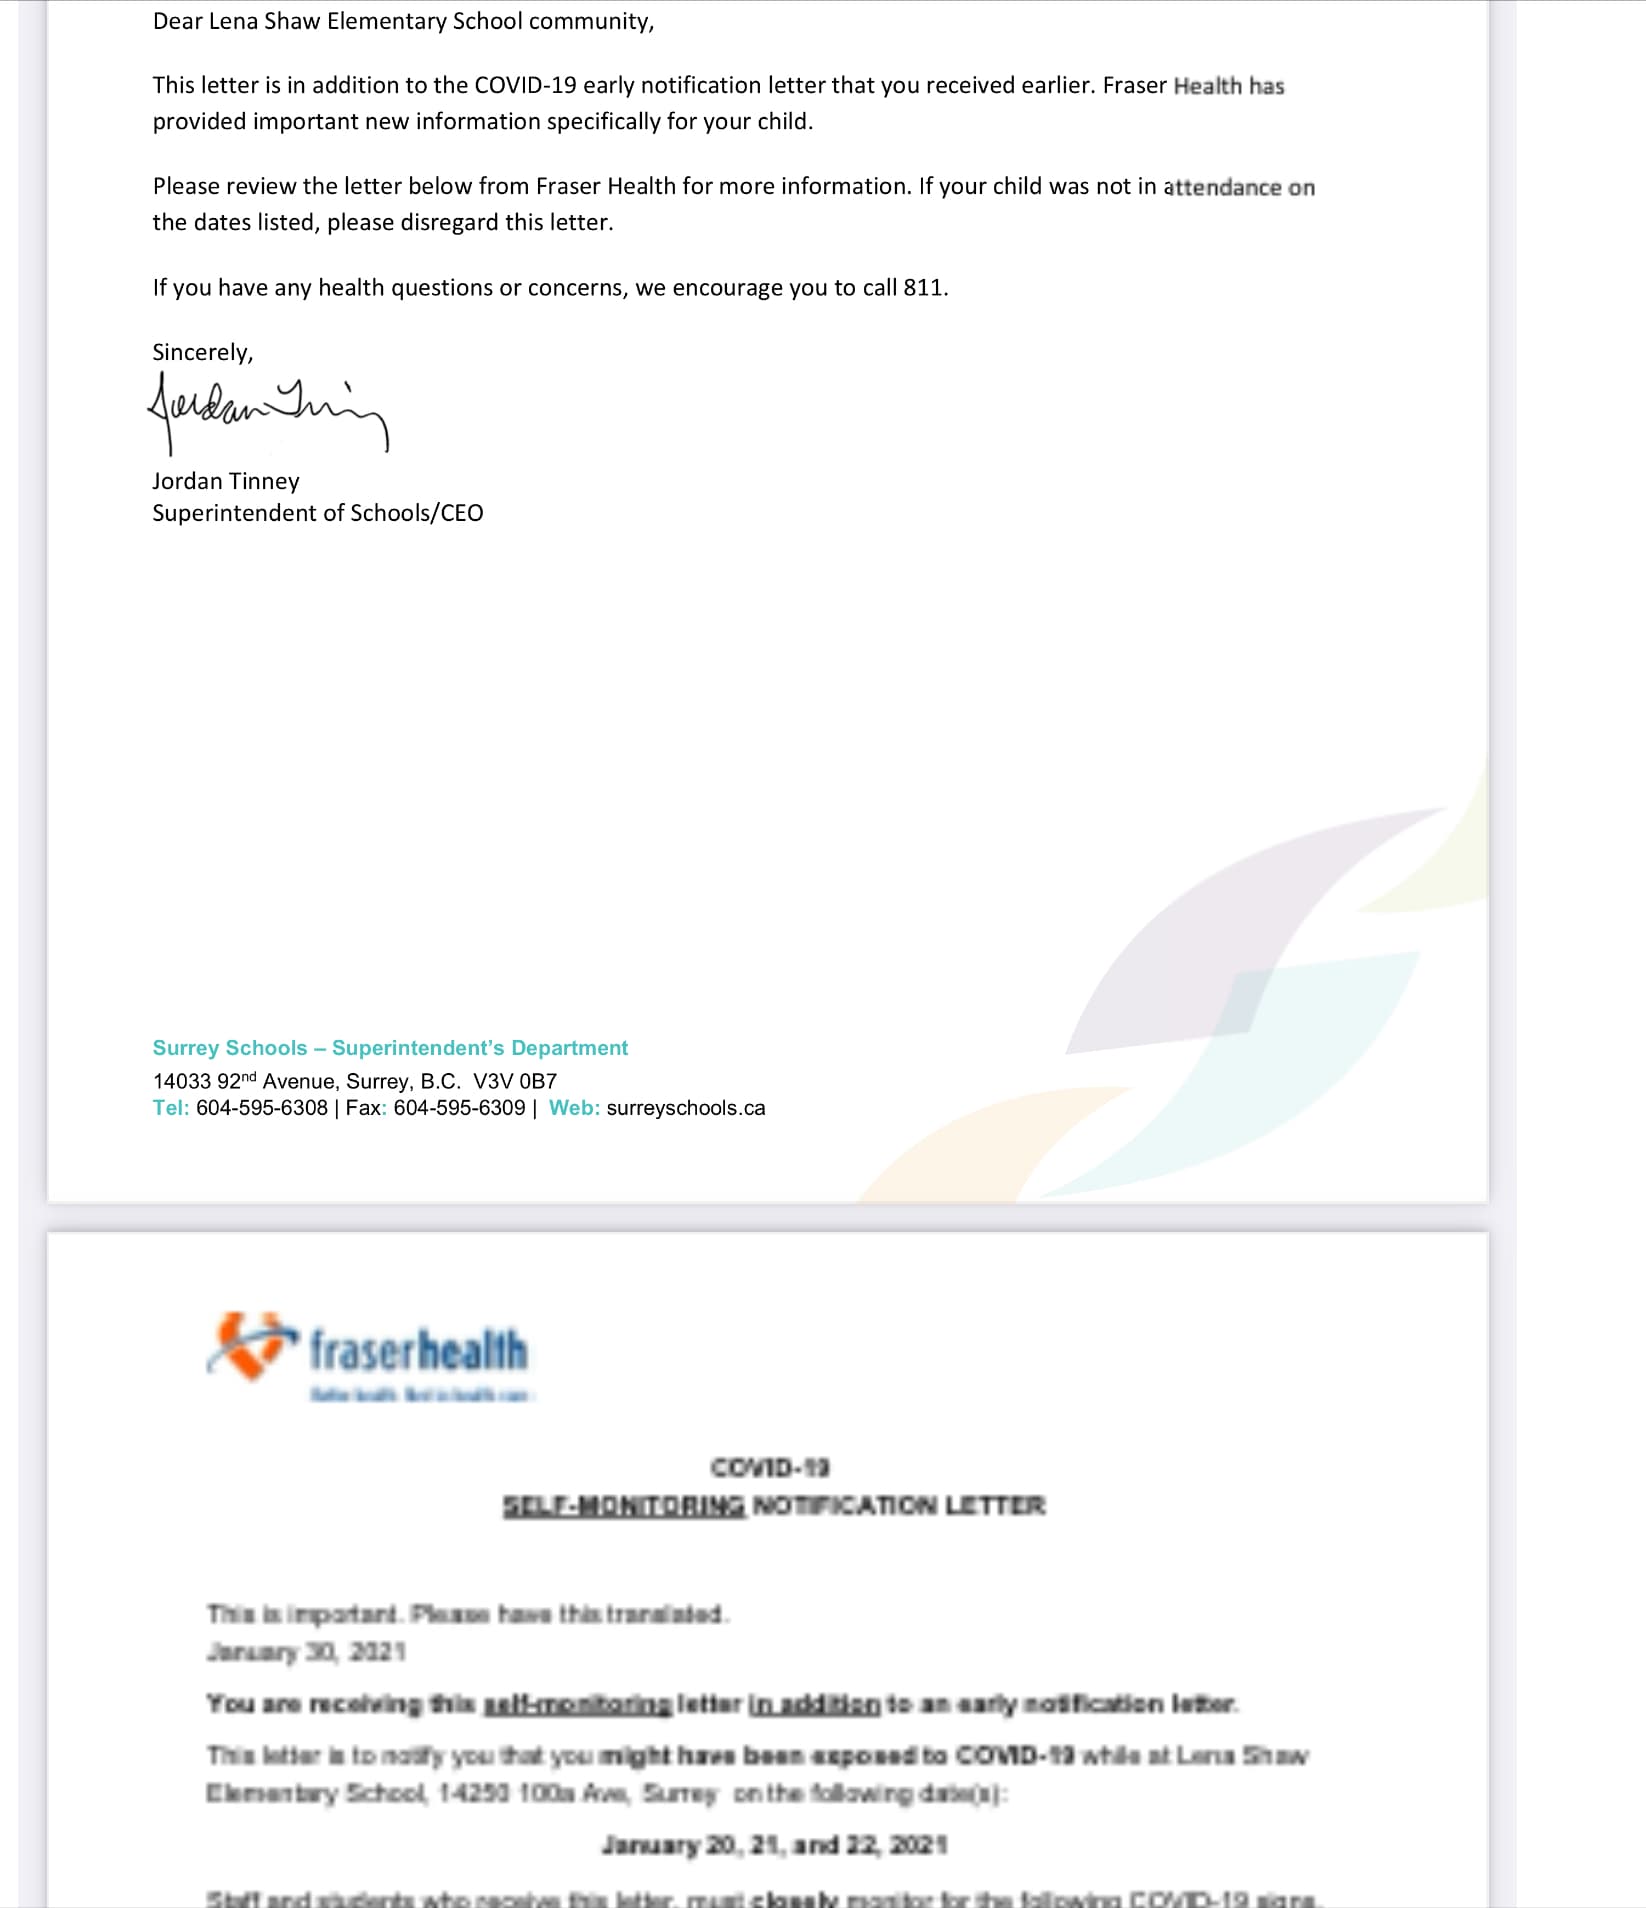 Dear Lena Shaw Elementary School community,
This letter is in addition to the COVID-19 early notification letter that you received earlier. Fraser Health has
provided important new information specifically for your child.
Please review the letter below from Fraser Health for more information. If your child was not in attendance on
the dates listed, please disregard this letter.
If you have any health questions or concerns, we encourage you to call 811.
Sincerely,
Jordan Tinney
Superintendent of Schools/CEO
Surrey Schools – Superintendent's Department
14033 92nd Avenue, Surrey, B.C. V3V 0B7
Tel: 604-595-6308 | Fax: 604-595-6309 | Web: surreyschools.ca
fraserhealth
COVID-19
SELF-MONITORING NOTIFICATION LETTER
This is important. Please have this translated.
January 30, 2021
You are receiving this self-monitoring letter in addition to an early notification letter.
This letter is to notify you that you might have been exposed to COVID-19 while at Lena Shaw
Elementary School, 14250 100a Ave, Surrey on the following date(s):
January 20, 21, and 22, 2021
Staff and students who receive this letter, must closely monitor for the following COVID-19 signs